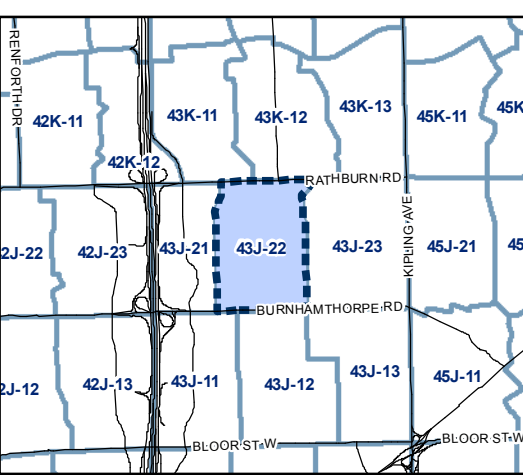 RENFORTH DR
42K-11
43K-11
43K-12
43K-13
45K-11
45K
42K-12
RATHBURN RD
KIPLING AVE
2J-22
42J-23
43J-21
43J-22
43J-23
45J-21
45
BURNHAMTHORPE RD
2J-12
42J-13
43J-11
43J-12
43J-13
45J-11
BLOOR ST W
BLOOR ST W